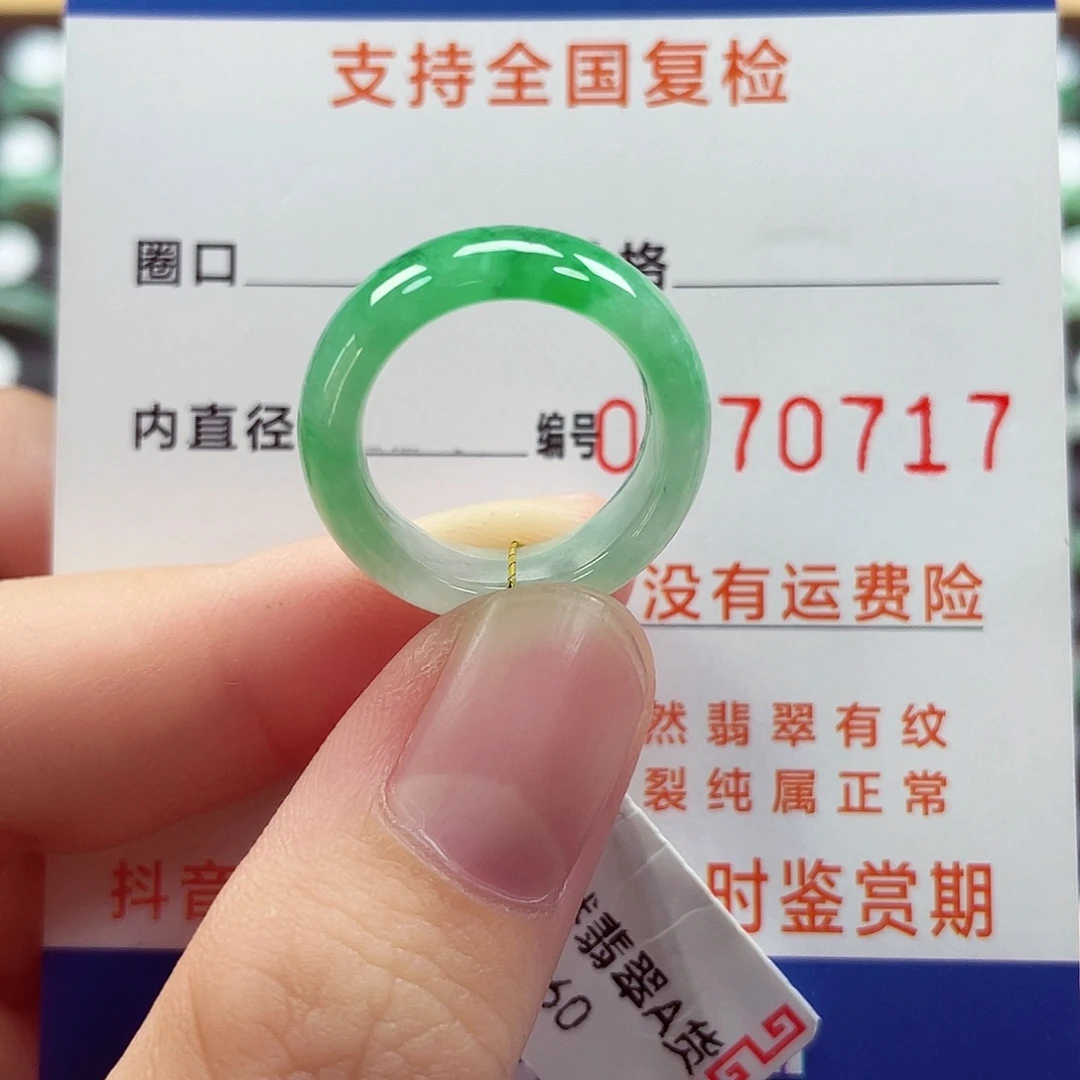 支持全国复检
圈口 格
内直径 编号0 70717
没有运费险
然翡翠有纹
裂纯属正常
抖音 时鉴赏期
翡翠A货
60